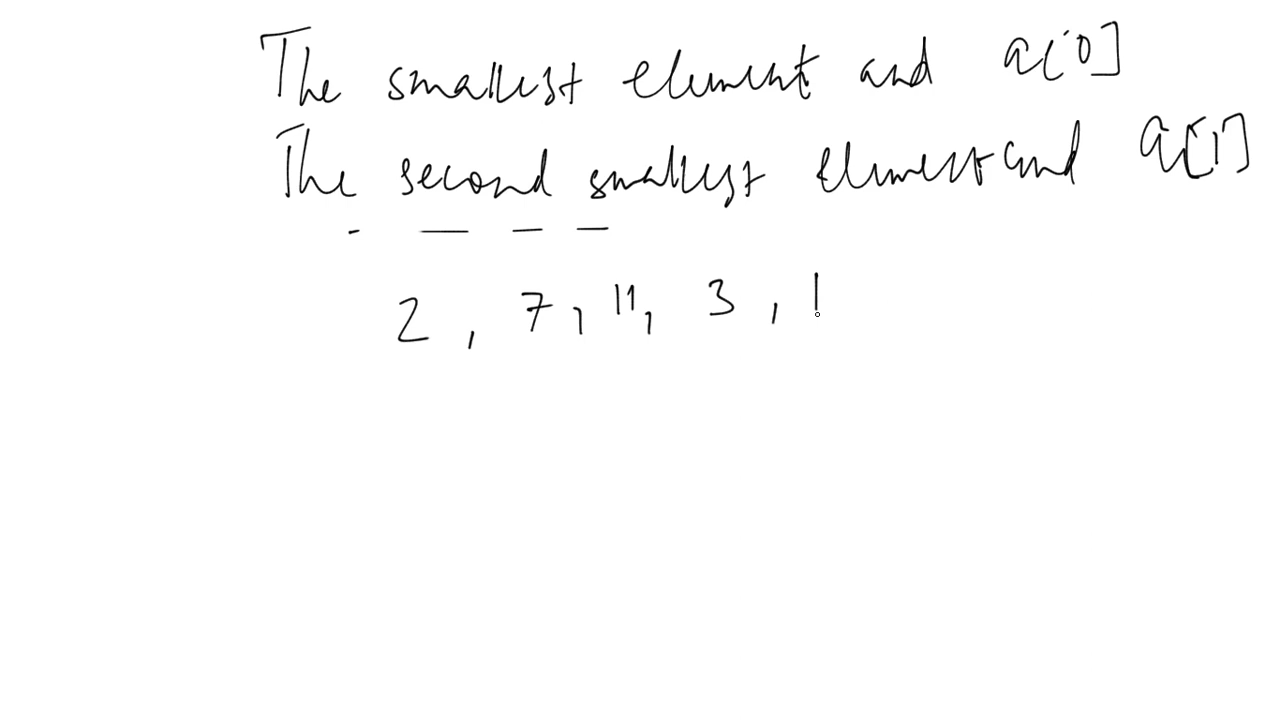 The smallest element and a[0]
The second smallest element and a[1]
- — — —
2 , 7 , 11 , 3 , 1